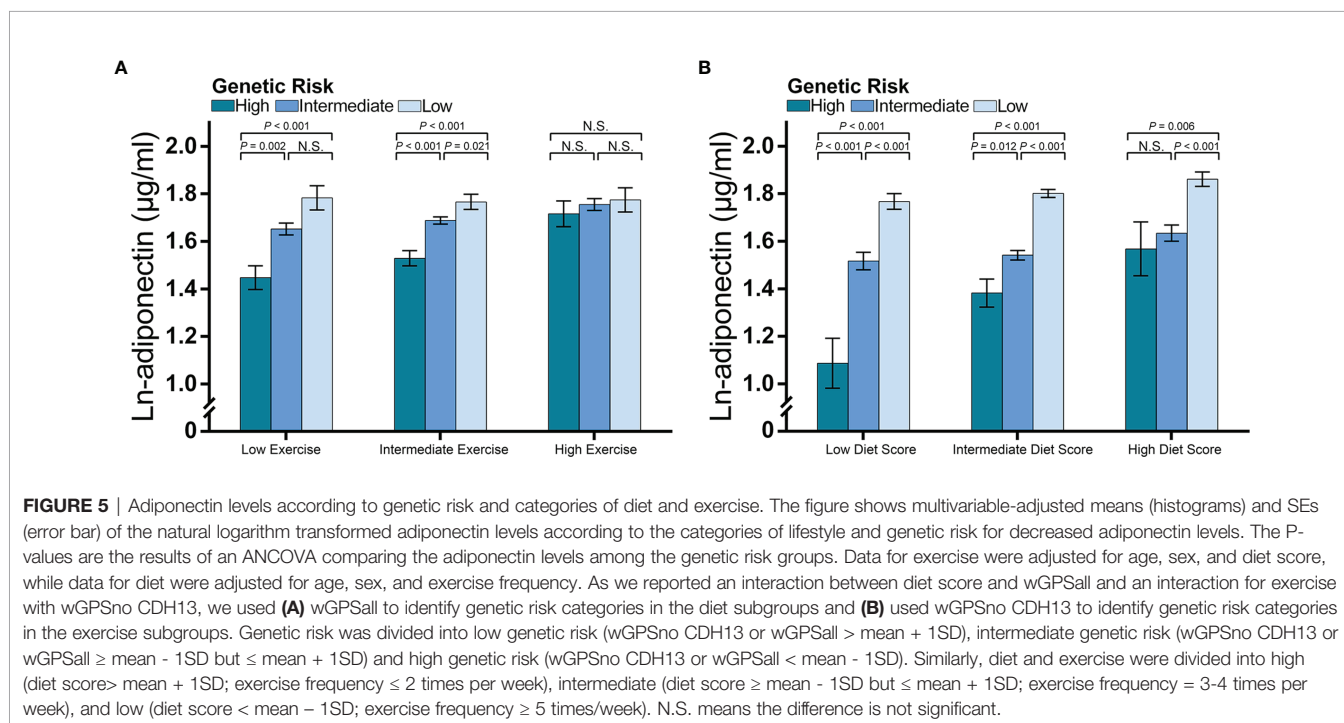 A
Genetic Risk
High Intermediate Low
P < 0.001
P = 0.002 N.S.
P < 0.001
P < 0.001 P = 0.021
N.S.
N.S. N.S.
Ln-adiponectin (μg/ml)
2.0
1.8
1.6
1.4
1.2
1.0
0
Low Exercise Intermediate Exercise High Exercise
B
Genetic Risk
High Intermediate Low
P < 0.001
P <0.001 P < 0.001
P < 0.001
P = 0.012 P < 0.001
P = 0.006
N.S. P <0.001
Ln-adiponectin (μg/ml)
2.0
1.8
1.6
1.4
1.2
1.0
0
Low Diet Score Intermediate Diet Score High Diet Score
FIGURE 5 | Adiponectin levels according to genetic risk and categories of diet and exercise. The figure shows multivariable-adjusted means (histograms) and SEs
(error bar) of the natural logarithm transformed adiponectin levels according to the categories of lifestyle and genetic risk for decreased adiponectin levels. The P-
values are the results of an ANCOVA comparing the adiponectin levels among the genetic risk groups. Data for exercise were adjusted for age, sex, and diet score,
while data for diet were adjusted for age, sex, and exercise frequency. As we reported an interaction between diet score and wGPSall and an interaction for exercise
with wGPSno CDH13, we used (A) wGPSall to identify genetic risk categories in the diet subgroups and (B) used wGPSno CDH13 to identify genetic risk categories
in the exercise subgroups. Genetic risk was divided into low genetic risk (wGPSno CDH13 or wGPSall > mean + 1SD), intermediate genetic risk (wGPSno CDH13 or
wGPSall ≥ mean - 1SD but ≤ mean + 1SD) and high genetic risk (wGPSno CDH13 or wGPSall < mean - 1SD). Similarly, diet and exercise were divided into high
(diet score> mean + 1SD; exercise frequency ≤ 2 times per week), intermediate (diet score ≥ mean - 1SD but ≤ mean + 1SD; exercise frequency = 3-4 times per
week), and low (diet score < mean – 1SD; exercise frequency ≥ 5 times/week). N.S. means the difference is not significant.